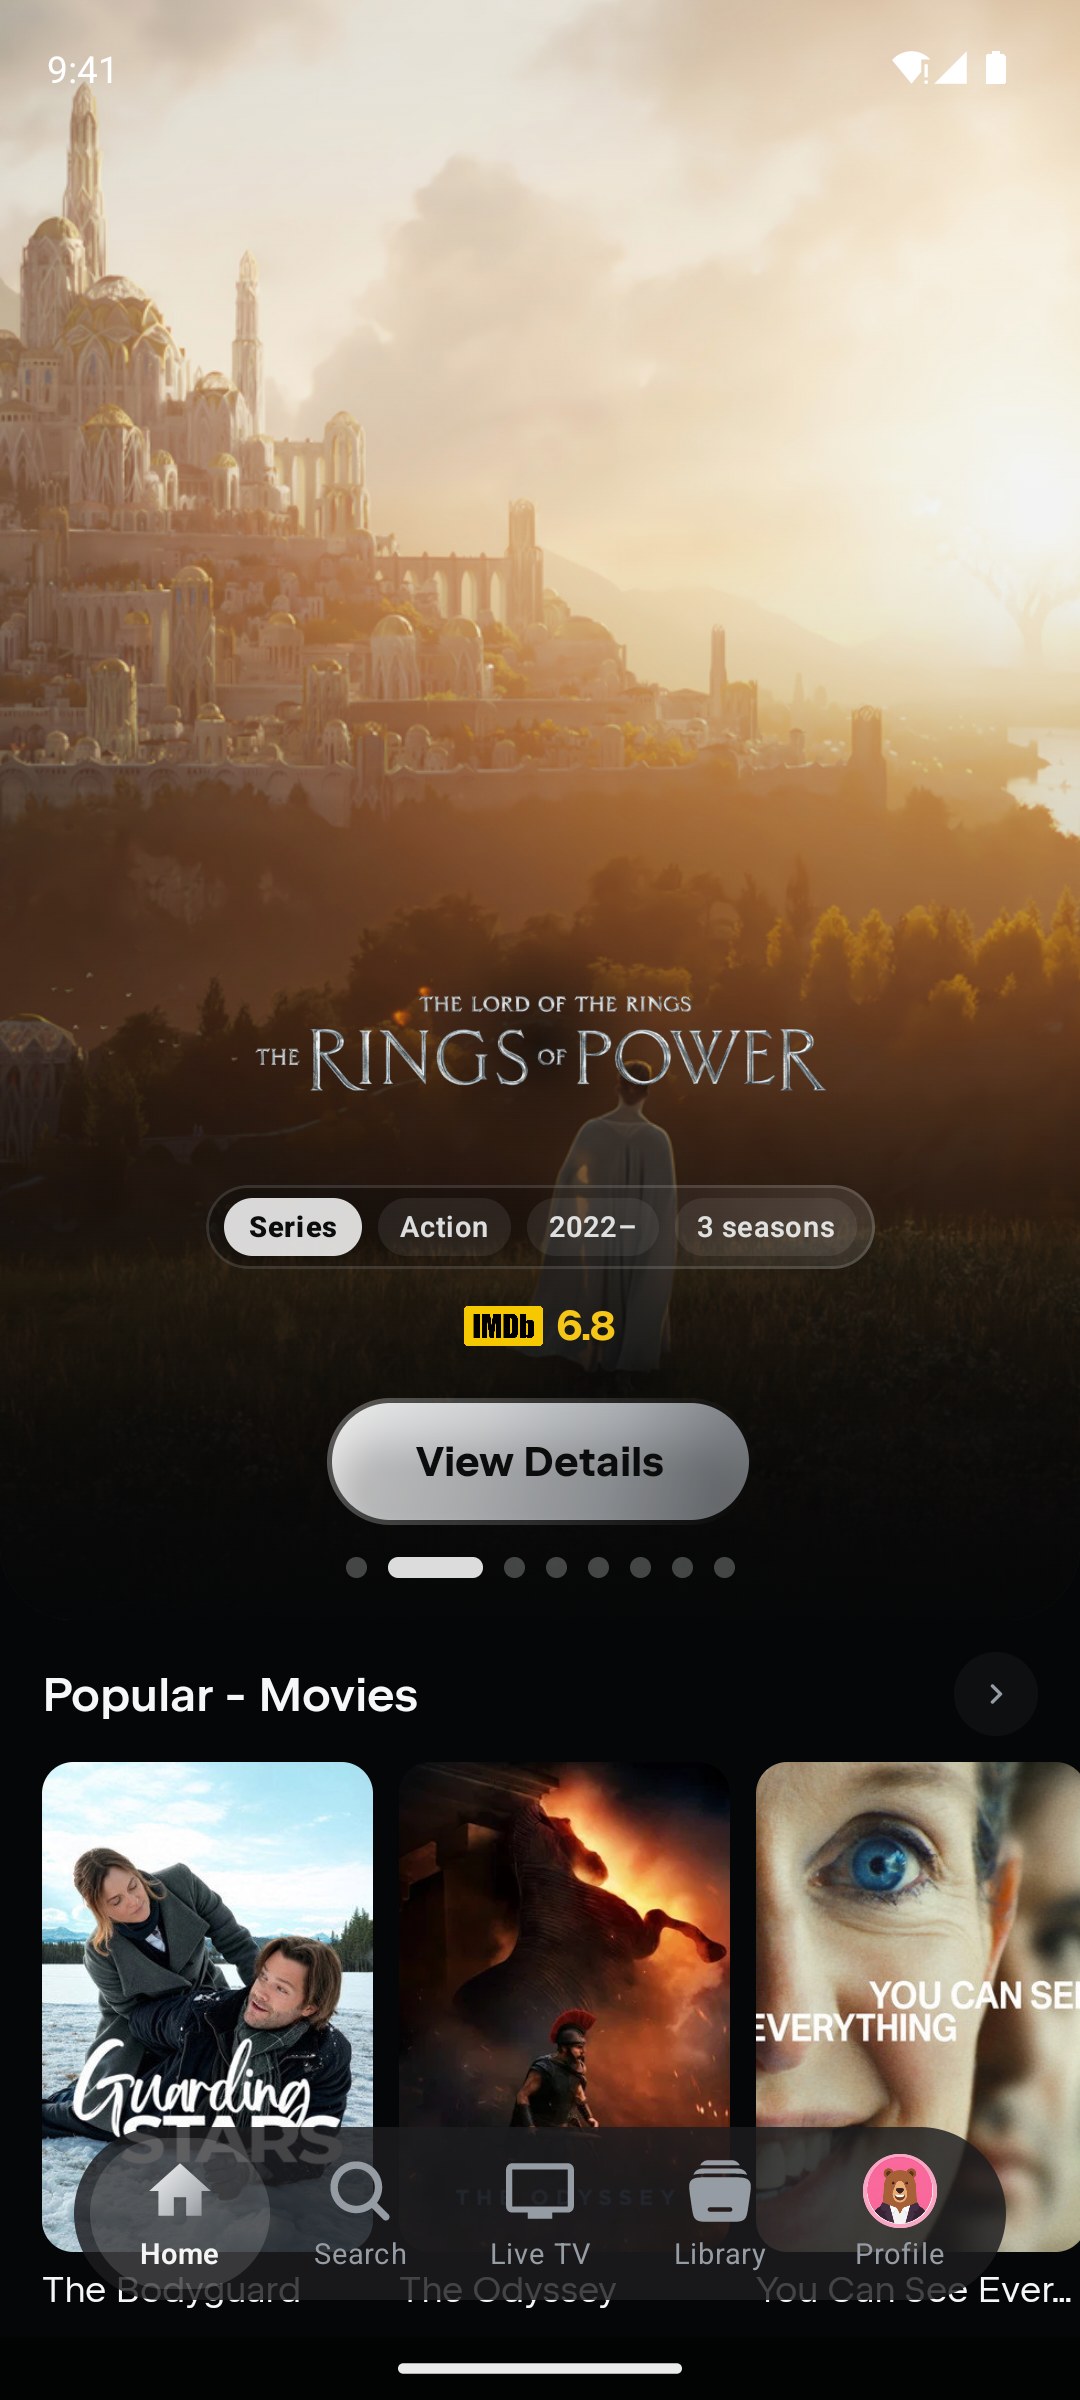 9:41
THE LORD OF THE RINGS
THE RINGS OF POWER
Series
Action
2022–
3 seasons
IMDb 6.8
View Details
Popular - Movies
Guarding
STARS
THE ODYSSEY
YOU CAN SEE
EVERYTHING
Home
Search
Live TV
Library
Profile
The Bodyguard
The Odyssey
You Can See Ever...